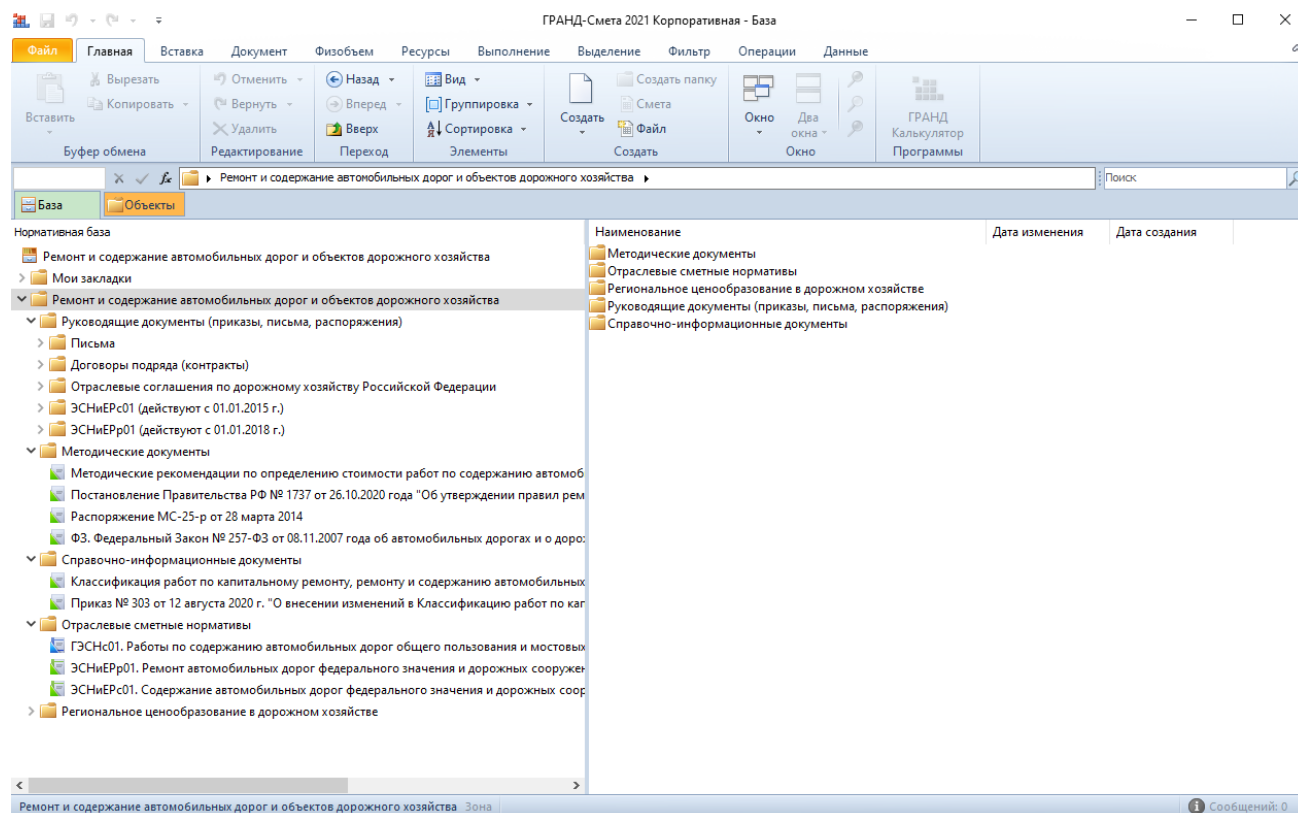 ГРАНД-Смета 2021 Корпоративная - База
Файл Главная Вставка Документ Физобъем Ресурсы Выполнение Выделение Фильтр Операции Данные
Вставить
Вырезать
Копировать
Буфер обмена
Отменить
Вернуть
Удалить
Редактирование
Назад
Вперед
Вверх
Переход
Вид
Группировка
Сортировка
Элементы
Создать
Создать папку
Смета
Файл
Создать
Окно
Два окна
Окно
ГРАНД Калькулятор
Программы
Ремонт и содержание автомобильных дорог и объектов дорожного хозяйства
Поиск
База Объекты
Нормативная база
Ремонт и содержание автомобильных дорог и объектов дорожного хозяйства
Мои закладки
Ремонт и содержание автомобильных дорог и объектов дорожного хозяйства
Руководящие документы (приказы, письма, распоряжения)
Письма
Договоры подряда (контракты)
Отраслевые соглашения по дорожному хозяйству Российской Федерации
ЭСНиЕРс01 (действуют с 01.01.2015 г.)
ЭСНиЕРр01 (действуют с 01.01.2018 г.)
Методические документы
Методические рекомендации по определению стоимости работ по содержанию автомоб
Постановление Правительства РФ № 1737 от 26.10.2020 года "Об утверждении правил рем
Распоряжение МС-25-р от 28 марта 2014
ФЗ. Федеральный Закон № 257-ФЗ от 08.11.2007 года об автомобильных дорогах и о доро
Справочно-информационные документы
Классификация работ по капитальному ремонту, ремонту и содержанию автомобильных
Приказ № 303 от 12 августа 2020 г. "О внесении изменений в Классификацию работ по кап
Отраслевые сметные нормативы
ГЭСНс01. Работы по содержанию автомобильных дорог общего пользования и мостовых
ЭСНиЕРр01. Ремонт автомобильных дорог федерального значения и дорожных сооружен
ЭСНиЕРс01. Содержание автомобильных дорог федерального значения и дорожных соор
Региональное ценообразование в дорожном хозяйстве
Наименование Дата изменения Дата создания
Методические документы
Отраслевые сметные нормативы
Региональное ценообразование в дорожном хозяйстве
Руководящие документы (приказы, письма, распоряжения)
Справочно-информационные документы
Ремонт и содержание автомобильных дорог и объектов дорожного хозяйства Зона
Сообщений: 0